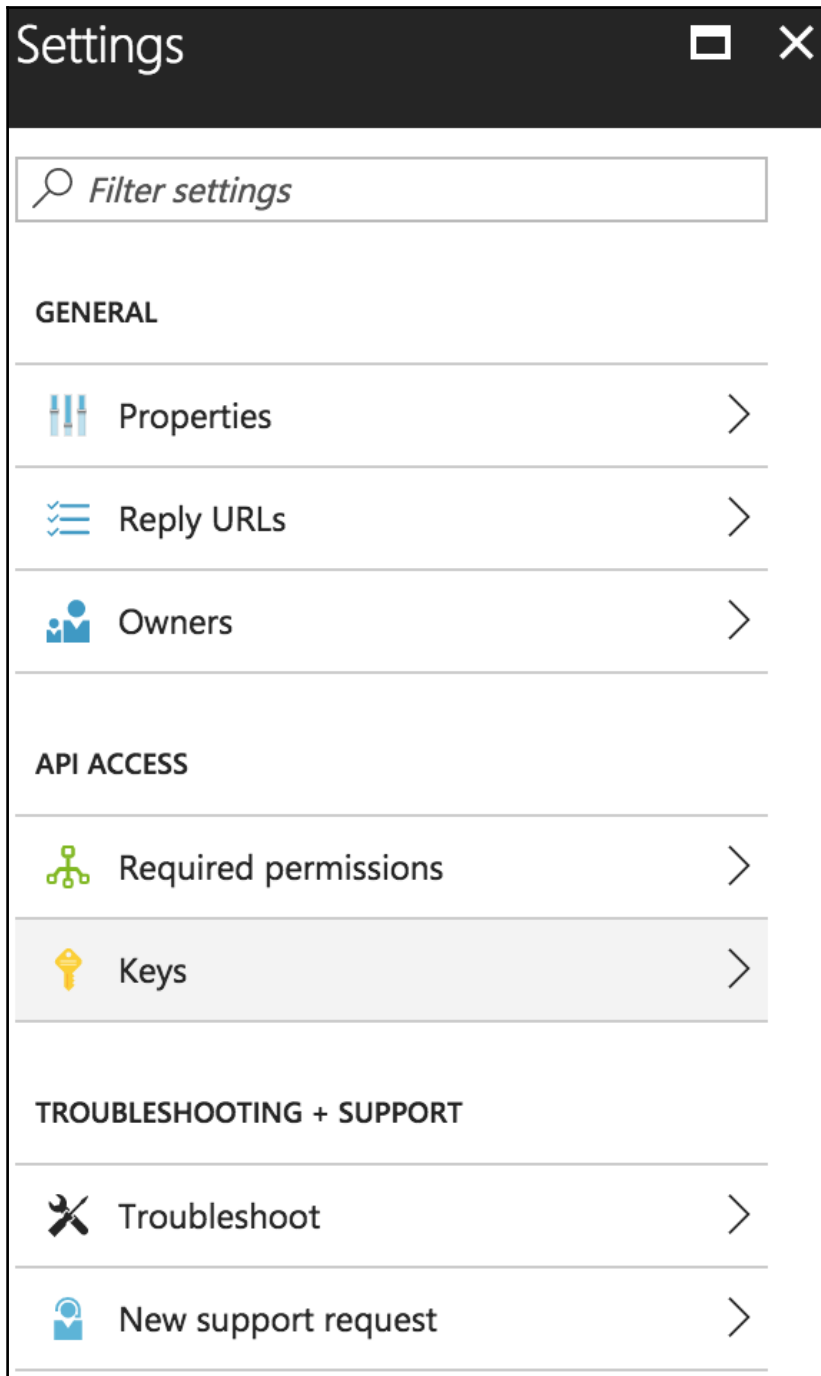 Settings
Filter settings
GENERAL
Properties
Reply URLs
Owners
API ACCESS
Required permissions
Keys
TROUBLESHOOTING + SUPPORT
Troubleshoot
New support request